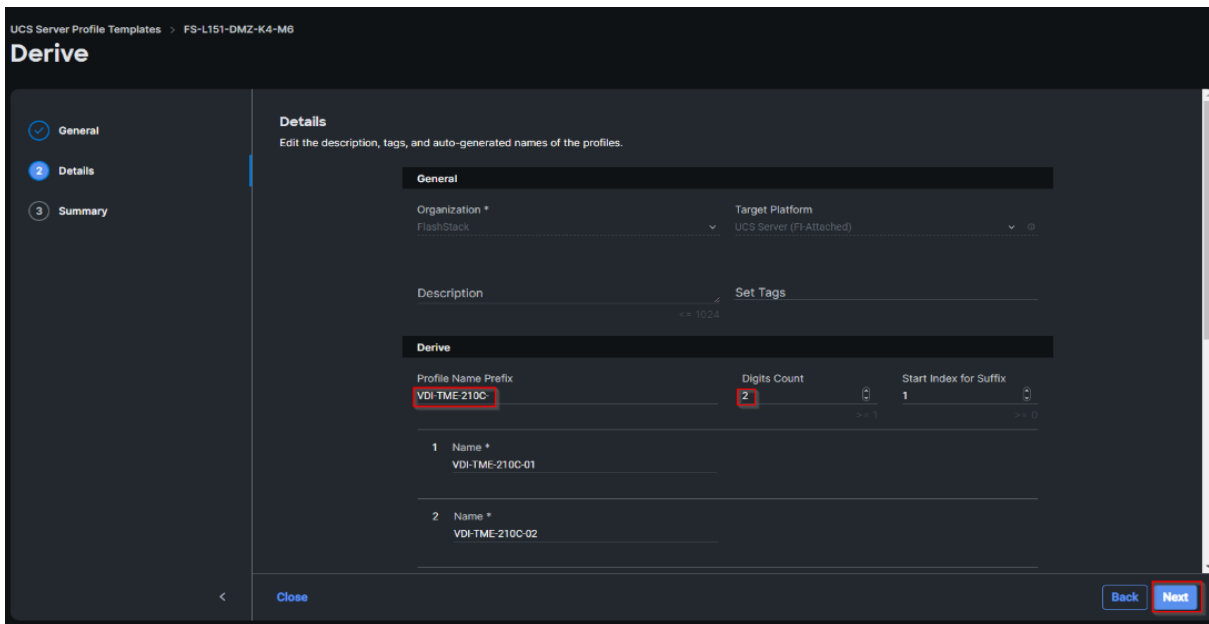 UCS Server Profile Templates > FS-L151-DMZ-K4-M6
Derive
General
2 Details
3 Summary
Details
Edit the description, tags, and auto-generated names of the profiles.
General
Organization * Target Platform
FlashStack UCS Server (FI-Attached)
Description Set Tags
<= 1024
Derive
Profile Name Prefix Digits Count Start Index for Suffix
VDI-TME-210C- 2 1
>= 1 >= 0
1 Name *
VDI-TME-210C-01
2 Name *
VDI-TME-210C-02
< Close Back Next